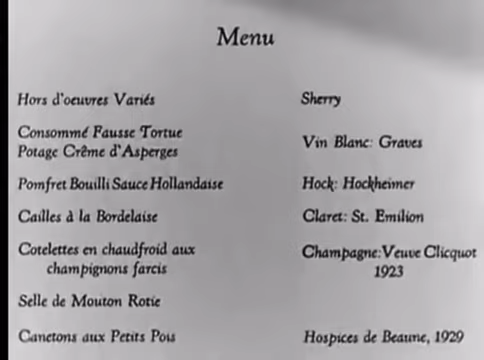 Menu
Hors d'oeuvres Variés
Sherry
Consommé Fausse Tortue
Potage Crême d'Asperges
Vin Blanc: Graves
Pomfret Bouilli Sauce Hollandaise
Hock: Hockheimer
Cailles à la Bordelaise
Claret: St. Emilion
Cotelettes en chaudfroid aux
champignons farcis
Champagne: Veuve Clicquot
1923
Selle de Mouton Rotie
Canetons aux Petits Pois
Hospices de Beaune, 1929